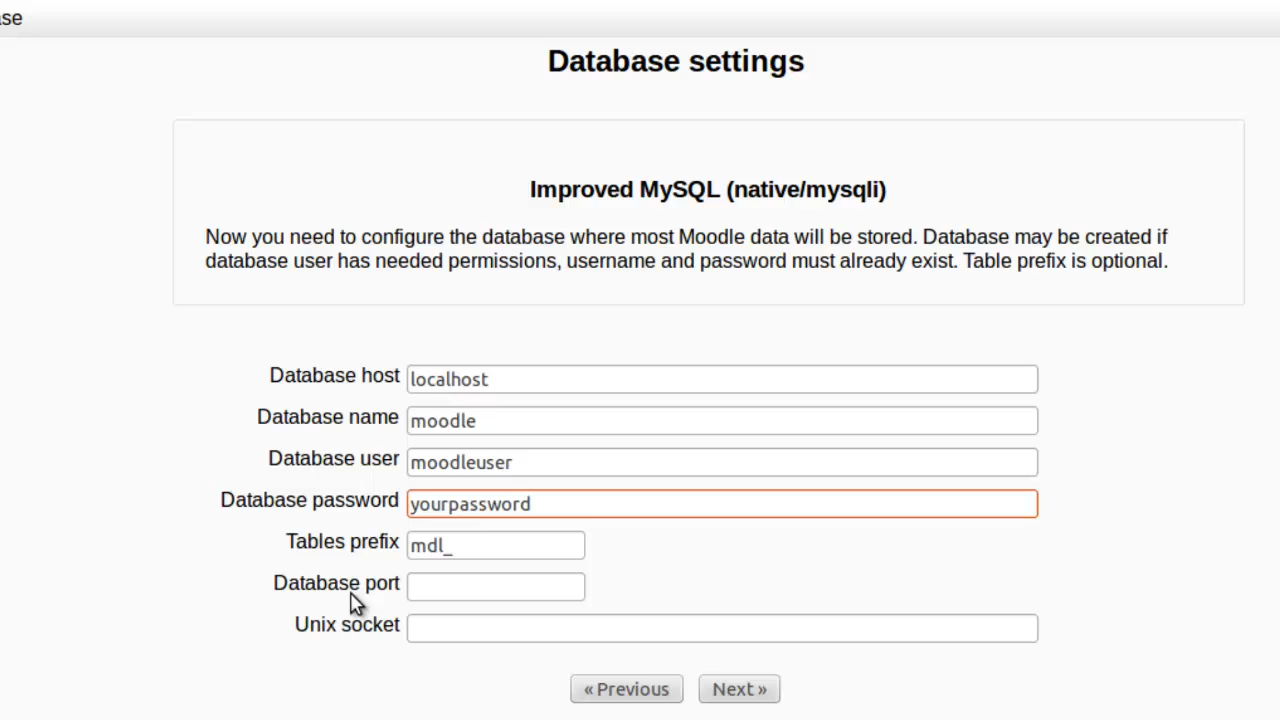 ase
Database settings
Improved MySQL (native/mysqli)
Now you need to configure the database where most Moodle data will be stored. Database may be created if
database user has needed permissions, username and password must already exist. Table prefix is optional.
Database host localhost
Database name moodle
Database user moodleuser
Database password yourpassword
Tables prefix mdl_
Database port
Unix socket
« Previous Next »